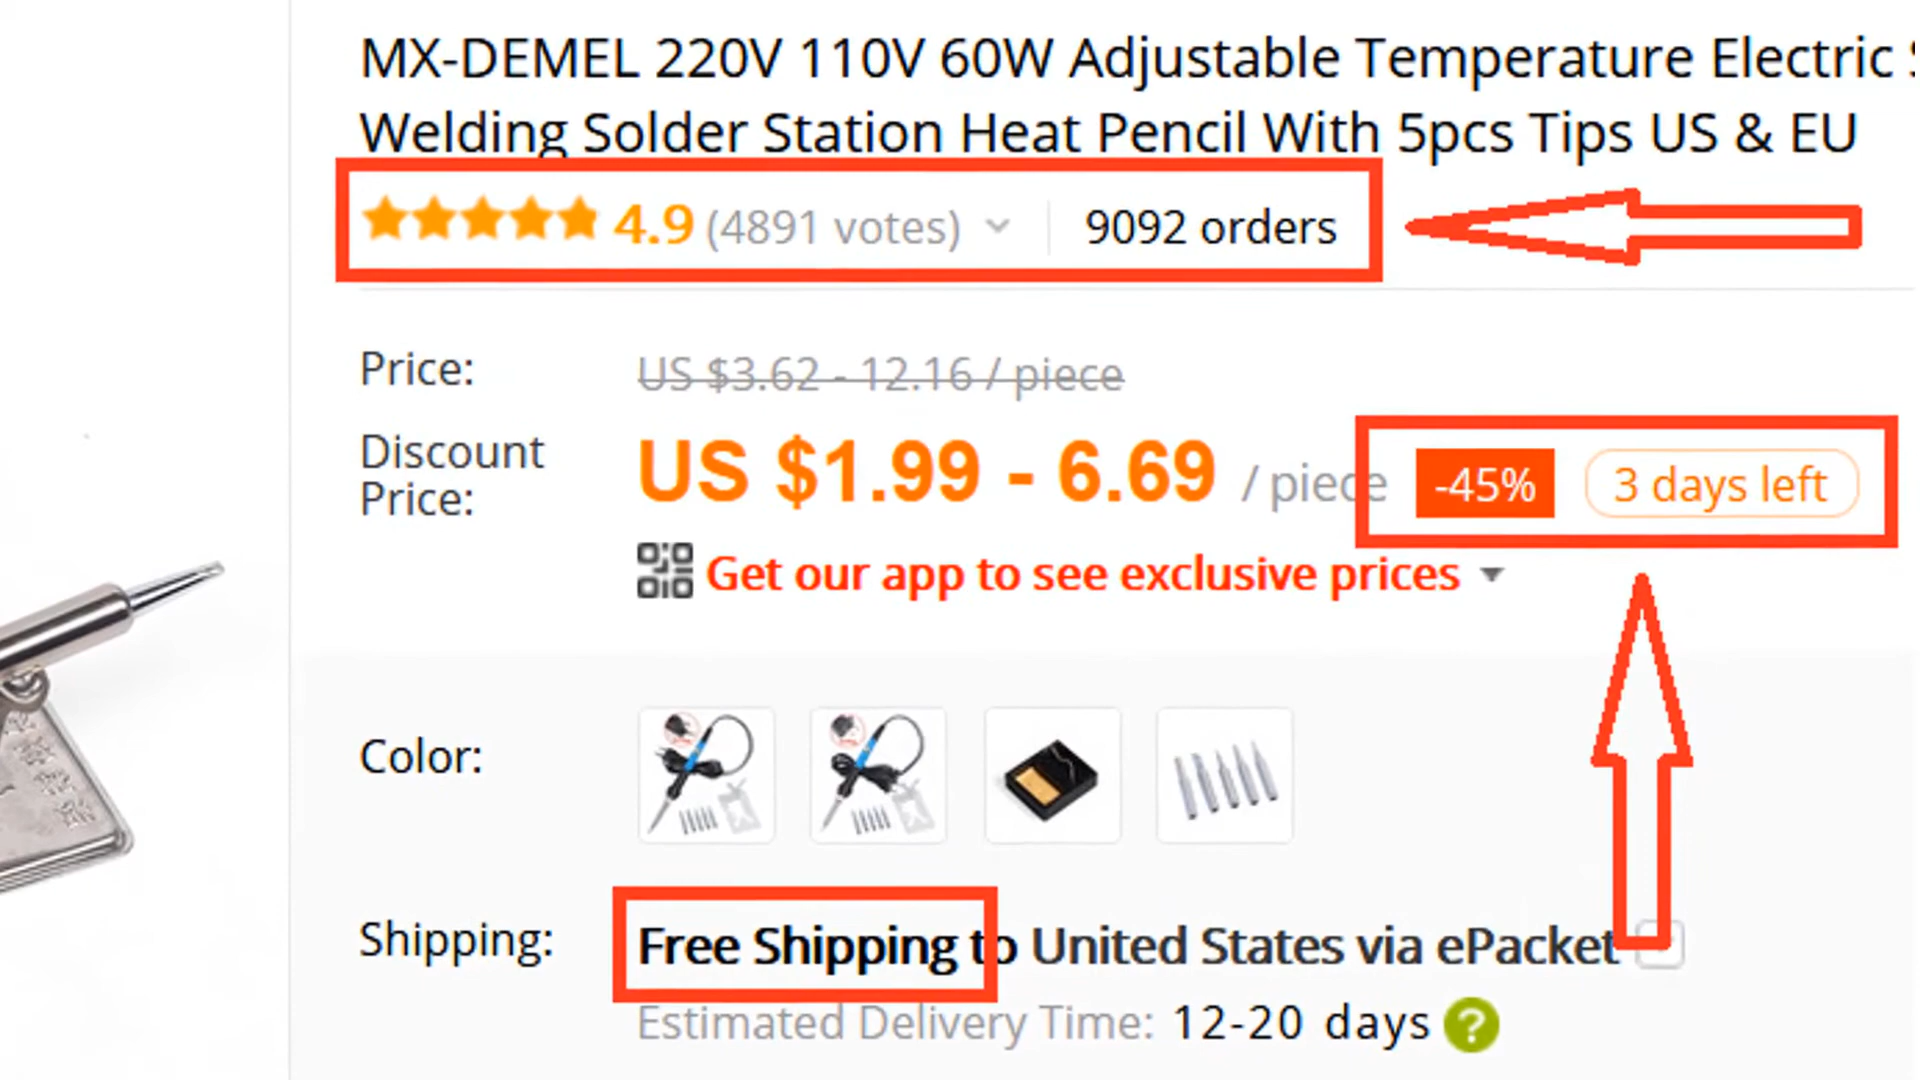 MX-DEMEL 220V 110V 60W Adjustable Temperature Electric
Welding Solder Station Heat Pencil With 5pcs Tips US & EU
4.9 (4891 votes) 9092 orders
Price: US $3.62 - 12.16 / piece
Discount Price: US $1.99 - 6.69 / piece -45% 3 days left
Get our app to see exclusive prices
Color:
Shipping: Free Shipping to United States via ePacket
Estimated Delivery Time: 12-20 days ?